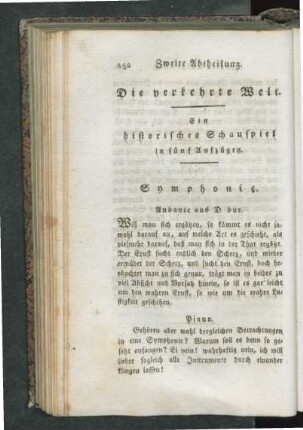 252 Zweite Abtheilung.
Die verkehrte Welt.
Ein
historisches Schauspiel
in fünf Aufzügen.
Symphonie.
Andante aus D dur.
Will man sich ergötzen, so kömmt es nicht so
wohl darauf an, auf welche Art es geschieht, als
vielmehr darauf, daß man sich in der That ergötzt.
Der Ernst sucht endlich den Scherz, und wieder
ermüdet der Scherz, und sucht den Ernst, doch be
obachtet man zu sich genau, trägt man in beides zu
viel Absicht und Vorsatz hinein, so ist es gar leicht
um den wahren Ernst, so wie um die wahre Lu
stigkeit geschehen.
Piano.
Gehören aber wohl dergleichen Betrachtungen
in eine Symphonie? Warum soll es denn so ge
setzt anfangen? Ei nein! wahrhaftig nein, ich will
lieber sogleich alle Instrumente durch einander
klingen lassen!